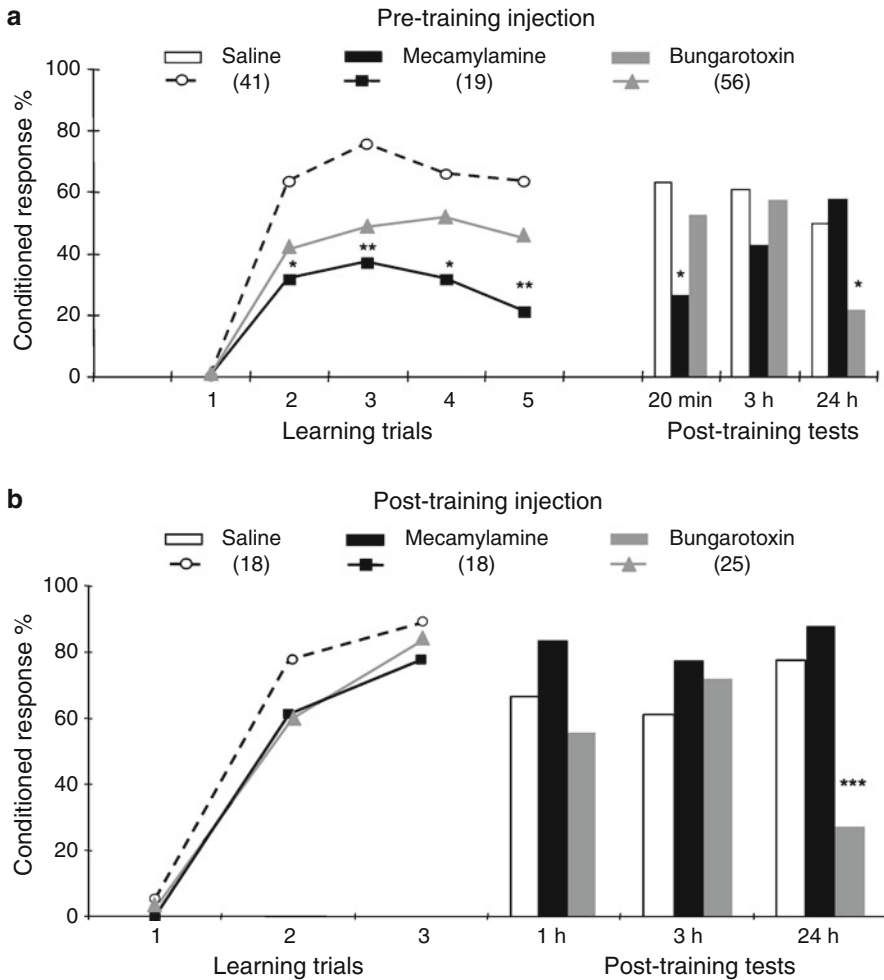 a
Pre-training injection
Saline Mecamylamine Bungarotoxin
(41) (19) (56)
100
80
60
40
20
0
Conditioned response %
* ** * **
* *
1 2 3 4 5 20 min 3 h 24 h
Learning trials Post-training tests
b
Post-training injection
Saline Mecamylamine Bungarotoxin
(18) (18) (25)
100
80
60
40
20
0
Conditioned response %
***
1 2 3 1 h 3 h 24 h
Learning trials Post-training tests